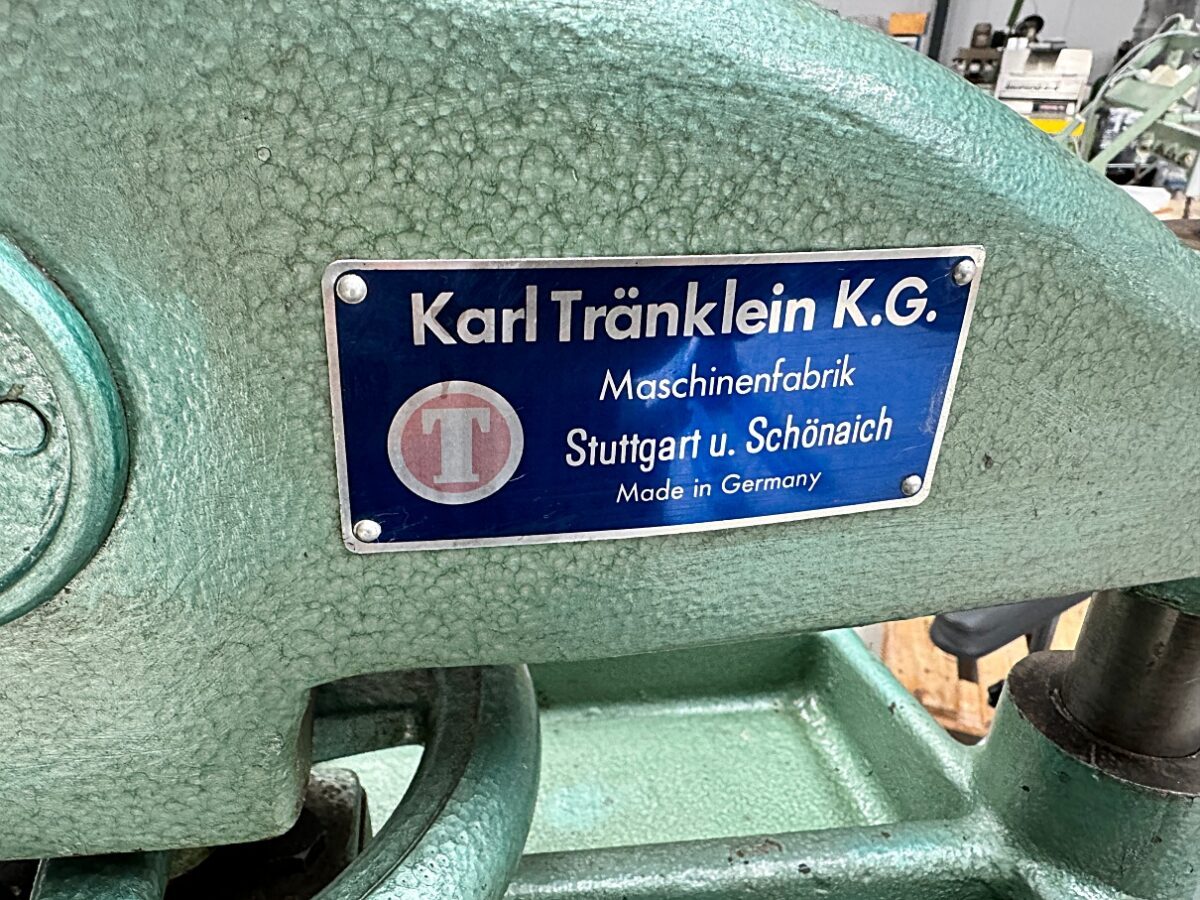 Karl Tränklein K.G.
Maschinenfabrik
T
Stuttgart u. Schönaich
Made in Germany